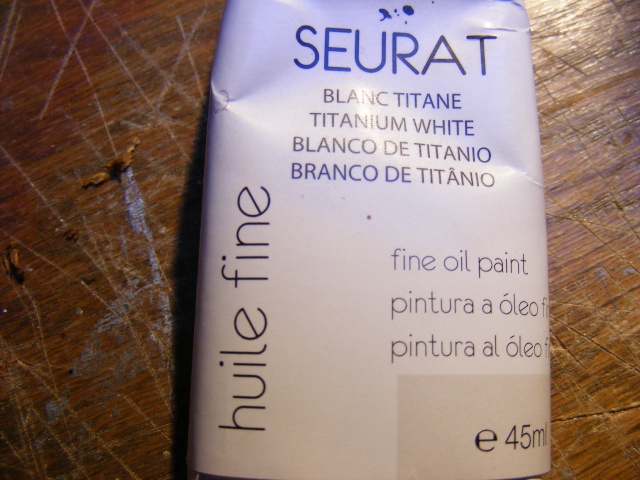 SEURAT
BLANC TITANE
TITANIUM WHITE
BLANCO DE TITANIO
BRANCO DE TITÂNIO
huile fine
fine oil paint
pintura a óleo
pintura al óleo
e 45ml